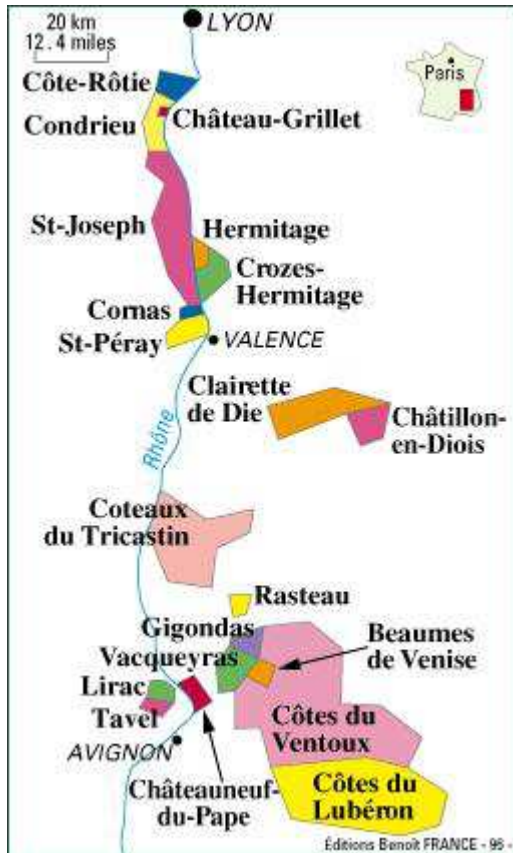 20 km
12.4 miles
LYON
Paris
Côte-Rôtie
Condrieu
Château-Grillet
St-Joseph
Hermitage
Crozes-
Hermitage
Cornas
St-Péray
VALENCE
Clairette
de Die
Châtillon-
en-Diois
Rhône
Coteaux
du Tricastin
Rasteau
Gigondas
Vacqueyras
Beaumes
de Venise
Lirac
Tavel
AVIGNON
Côtes du
Ventoux
Châteauneuf-
du-Pape
Côtes du
Lubéron
Éditions Benoît FRANCE - 96 -